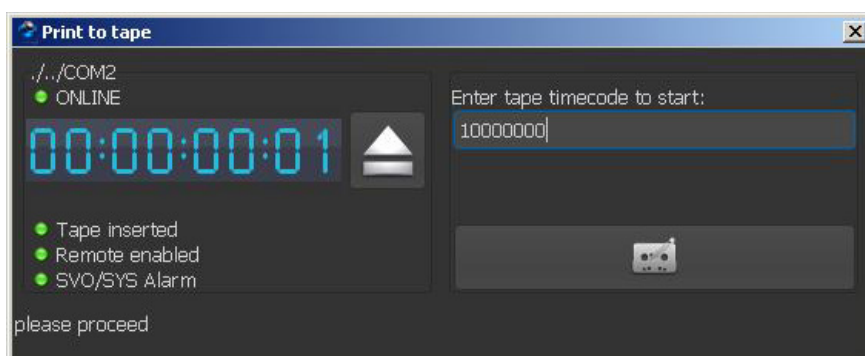 Print to tape
./../COM2
ONLINE
00:00:00:01
Enter tape timecode to start:
10000000
Tape inserted
Remote enabled
SVO/SYS Alarm
please proceed